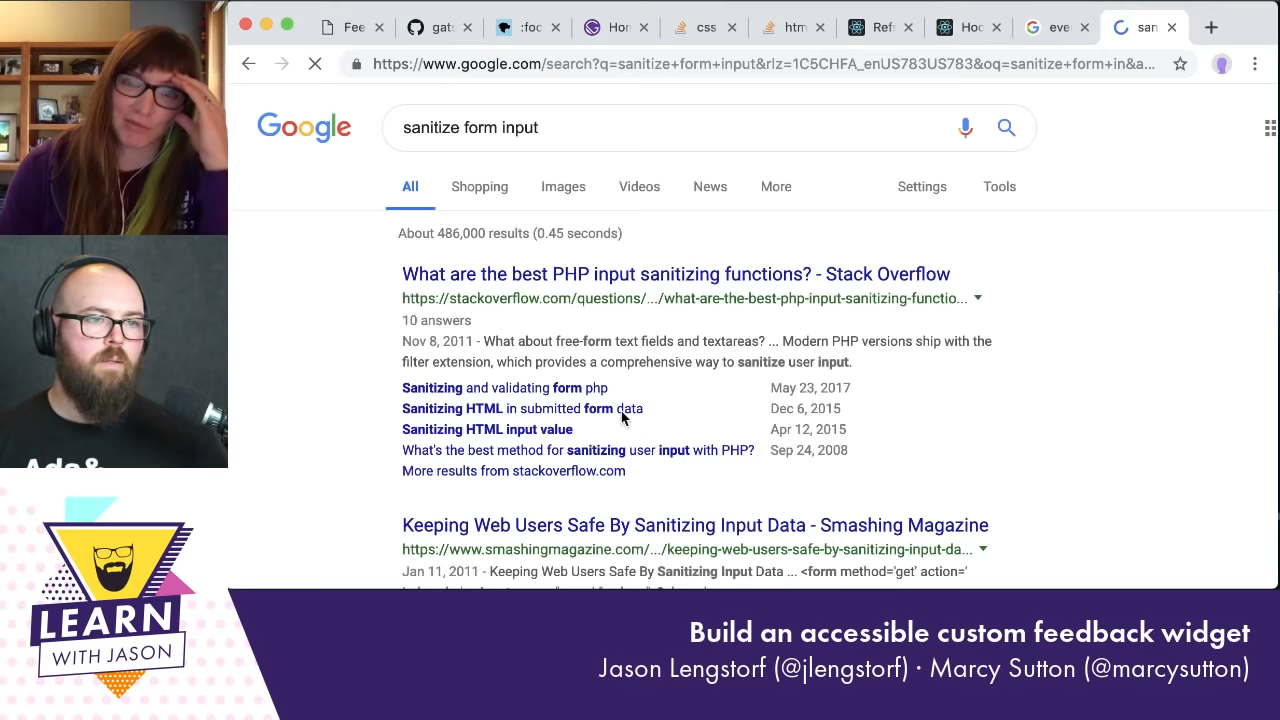 Fee
gats
:foc
Hon
css
htm
Refs
Hoo
eve
san
https://www.google.com/search?q=sanitize+form+input&rlz=1C5CHFA_enUS783US783&oq=sanitize+form+in&a...
Google
sanitize form input
All Shopping Images Videos News More Settings Tools
About 486,000 results (0.45 seconds)
What are the best PHP input sanitizing functions? - Stack Overflow
https://stackoverflow.com/questions/.../what-are-the-best-php-input-sanitizing-functio...
10 answers
Nov 8, 2011 - What about free-form text fields and textareas? ... Modern PHP versions ship with the
filter extension, which provides a comprehensive way to sanitize user input.
Sanitizing and validating form php May 23, 2017
Sanitizing HTML in submitted form data Dec 6, 2015
Sanitizing HTML input value Apr 12, 2015
What's the best method for sanitizing user input with PHP? Sep 24, 2008
More results from stackoverflow.com
Keeping Web Users Safe By Sanitizing Input Data - Smashing Magazine
https://www.smashingmagazine.com/.../keeping-web-users-safe-by-sanitizing-input-da...
Jan 11, 2011 - Keeping Web Users Safe By Sanitizing Input Data ... <form method='get' action='
Ada&
LEARN
WITH JASON
Build an accessible custom feedback widget
Jason Lengstorf (@jlengstorf) · Marcy Sutton (@marcysutton)